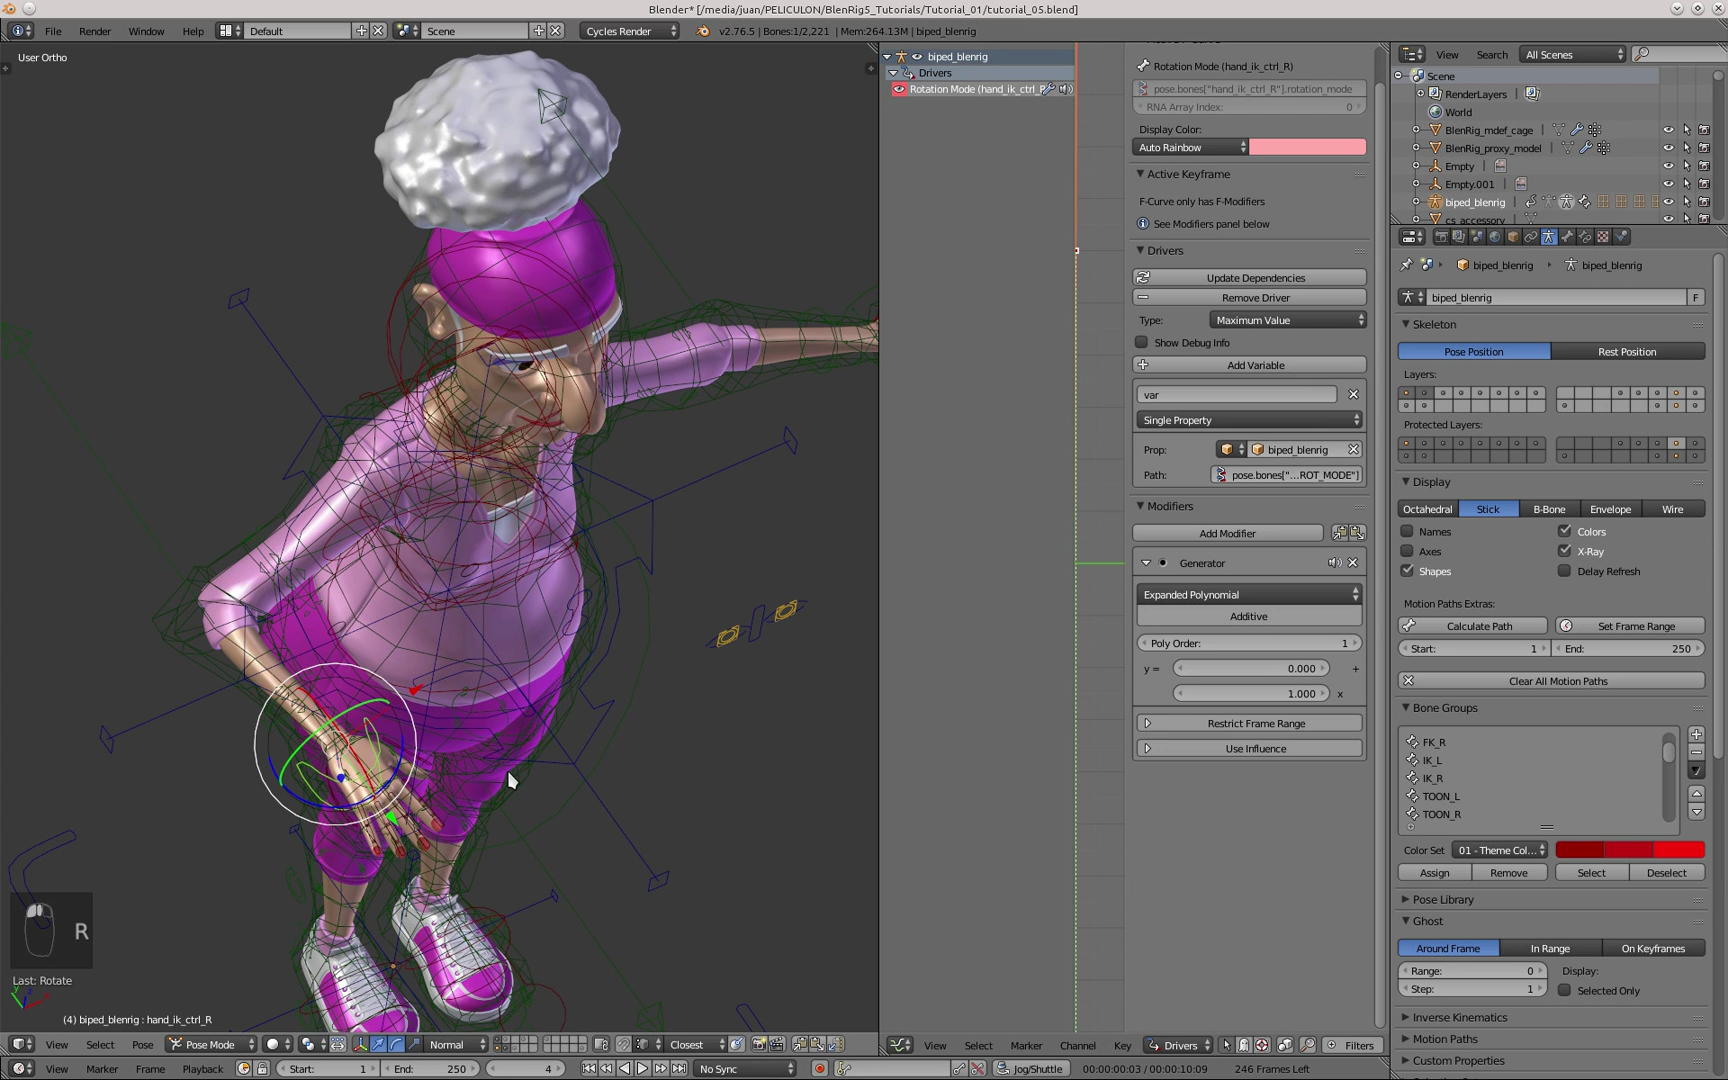 Blender* [/media/juan/PELICULON/BlenRig5_Tutorials/Tutorial_01/tutorial_05.blend]
File Render Window Help Default Scene Cycles Render v2.76.5 | Bones:1/2,221 | Mem:264.13M | biped_blenrig
User Ortho
R
Last: Rotate
(4) biped_blenrig : hand_ik_ctrl_R
View Select Pose Pose Mode Normal Closest
biped_blenrig
Drivers
Rotation Mode (hand_ik_ctrl_R
Rotation Mode (hand_ik_ctrl_R)
pose.bones["hand_ik_ctrl_R"].rotation_mode
RNA Array Index: 0
Display Color:
Auto Rainbow
Active Keyframe
F-Curve only has F-Modifiers
See Modifiers panel below
Drivers
Update Dependencies
Remove Driver
Type: Maximum Value
Show Debug Info
Add Variable
var
Single Property
Prop: biped_blenrig
Path: pose.bones["...ROT_MODE"]
Modifiers
Add Modifier
Generator
Expanded Polynomial
Additive
Poly Order: 1
y = 0.000 +
1.000 x
Restrict Frame Range
Use Influence
View Select Marker Channel Key Drivers Filters
View Search All Scenes
Scene
RenderLayers
World
BlenRig_mdef_cage
BlenRig_proxy_model
Empty
Empty.001
biped_blenrig
cs_accessory
biped_blenrig biped_blenrig
biped_blenrig F
Skeleton
Pose Position Rest Position
Layers:
Protected Layers:
Display
Octahedral Stick B-Bone Envelope Wire
Names Colors
Axes X-Ray
Shapes Delay Refresh
Motion Paths Extras:
Calculate Path Set Frame Range
Start: 1 End: 250
Clear All Motion Paths
Bone Groups
FK_R
IK_L
IK_R
TOON_L
TOON_R
Color Set 01 - Theme Col...
Assign Remove Select Deselect
Pose Library
Ghost
Around Frame In Range On Keyframes
Range: 0 Display:
Step: 1 Selected Only
Inverse Kinematics
Motion Paths
Custom Properties
View Marker Frame Playback Start: 1 End: 250 4 No Sync Jog/Shuttle 00:00:00:03 / 00:00:10:09 246 Frames Left